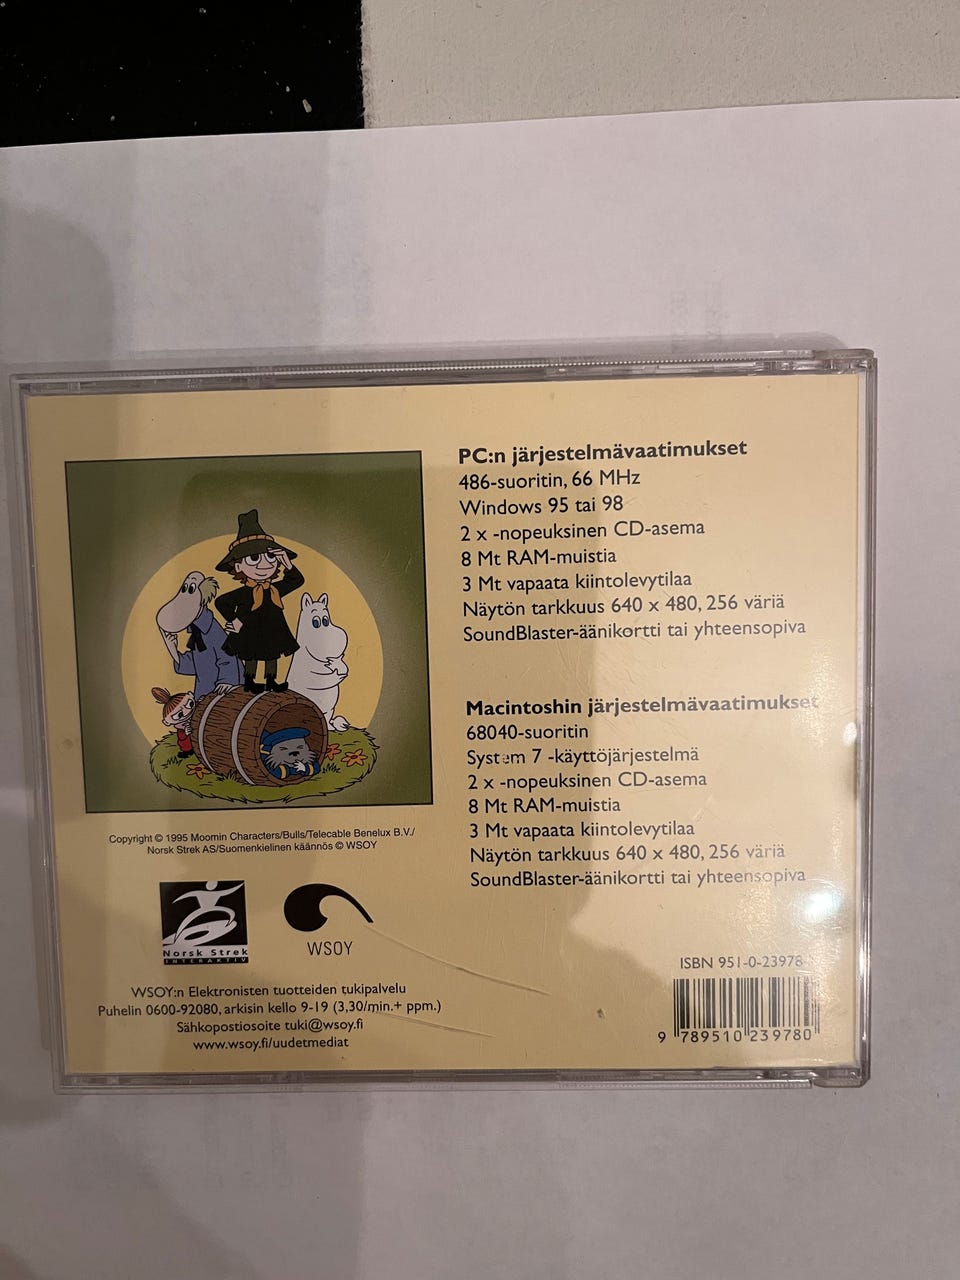 PC:n järjestelmävaatimukset
486-suoritin, 66 MHz
Windows 95 tai 98
2 x -nopeuksinen CD-asema
8 Mt RAM-muistia
3 Mt vapaata kiintolevytilaa
Näytön tarkkuus 640 x 480, 256 väriä
SoundBlaster-äänikortti tai yhteensopiva
Macintoshin järjestelmävaatimukset
68040-suoritin
System 7 -käyttöjärjestelmä
2 x -nopeuksinen CD-asema
8 Mt RAM-muistia
3 Mt vapaata kiintolevytilaa
Näytön tarkkuus 640 x 480, 256 väriä
SoundBlaster-äänikortti tai yhteensopiva
Copyright © 1995 Moomin Characters/Bulls/Telecable Benelux B.V./
Norsk Strek AS/Suomenkielinen käännös © WSOY
Norsk Strek
INTERAKTIV
WSOY
WSOY:n Elektronisten tuotteiden tukipalvelu
Puhelin 0600-92080, arkisin kello 9-19 (3,30/min.+ ppm.)
Sähkopostiosoite tuki@wsoy.fi
www.wsoy.fi/uudetmediat
ISBN 951-0-23978
9 789510 239780